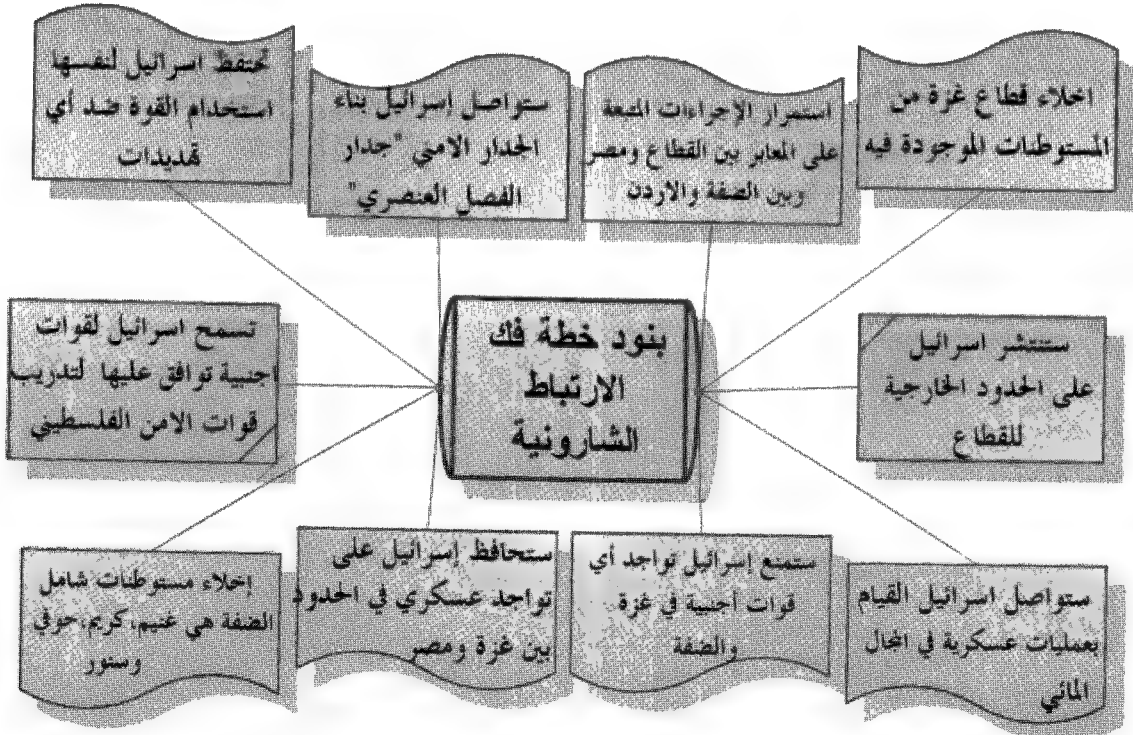 بنود خطة فك
الارتباط
الشارونية
اخلاء قطاع غزة من
المستوطنات الموجودة فيه
استمرار الإجراءات المتبعة
على المعابر بين القطاع ومصر
وبين الضفة والاردن
ستواصل إسرائيل بناء
الجدار الامني "جدار
الفصل العنصري"
تحتفظ اسرائيل لنفسها
استخدام القوة ضد أي
تهديدات
ستنتشر اسرائيل
على الحدود الخارجية
للقطاع
تسمح اسرائيل لقوات
اجنبية توافق عليها لتدريب
قوات الامن الفلسطيني
ستواصل اسرائيل القيام
بعمليات عسكرية في المجال
المائي
ستمنع إسرائيل تواجد أي
قوات أجنبية في غزة
والضفة
ستحافظ إسرائيل على
تواجد عسكري في الحدود
بين غزة ومصر
إخلاء مستوطنات شامل
الضفة هي غنيم، كريم، حوفي
وسنور